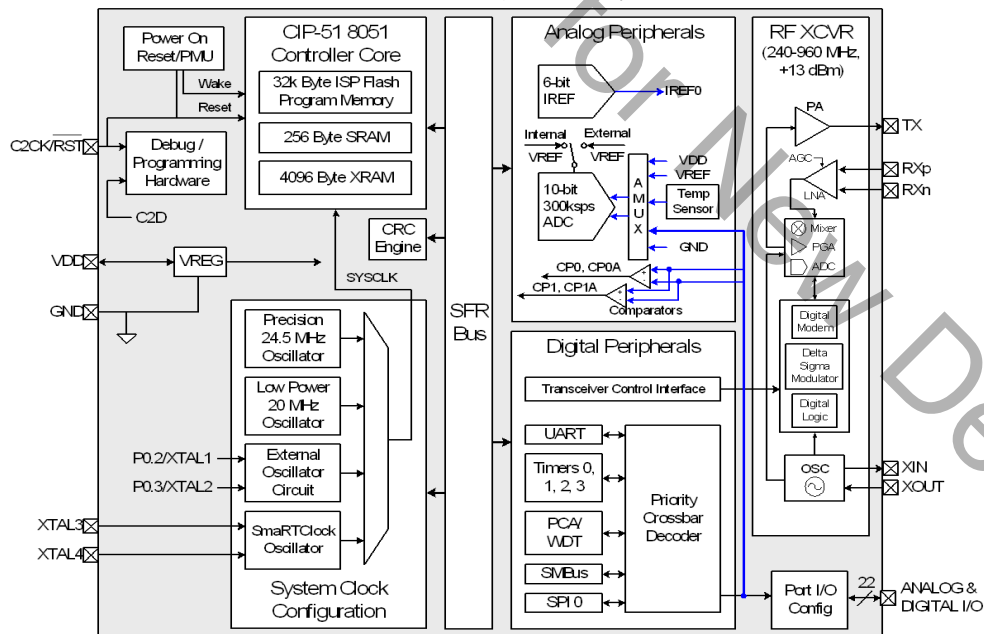 Power On
Reset/PMU
Wake
Reset
C2CK/RST
Debug /
Programming
Hardware
C2D
VDD
VREG
GND
CIP-51 8051
Controller Core
32k Byte ISP Flash
Program Memory
256 Byte SRAM
4096 Byte XRAM
CRC
Engine
SYSCLK
Precision
24.5 MHz
Oscillator
Low Power
20 MHz
Oscillator
P0.2/XTAL1
P0.3/XTAL2
External
Oscillator
Circuit
XTAL3
XTAL4
SmaRTClock
Oscillator
System Clock
Configuration
SFR
Bus
Analog Peripherals
6-bit
IREF
IREF0
Internal
VREF
External
VREF
10-bit
300ksps
ADC
A
M
U
X
VDD
VREF
Temp
Sensor
GND
CP0, CP0A
CP1, CP1A
+
-
+
-
Comparators
Digital Peripherals
Transceiver Control Interface
UART
Timers 0,
1, 2, 3
PCA/
WDT
SMBus
SPI 0
Priority
Crossbar
Decoder
RF XCVR
(240-960 MHz,
+13 dBm)
PA
TX
AGC
LNA
RXp
RXn
Mixer
PGA
ADC
Digital
Modem
Delta
Sigma
Modulator
Digital
Logic
OSC
XIN
XOUT
Port I/O
Config
22
ANALOG &
DIGITAL I/O
for New De